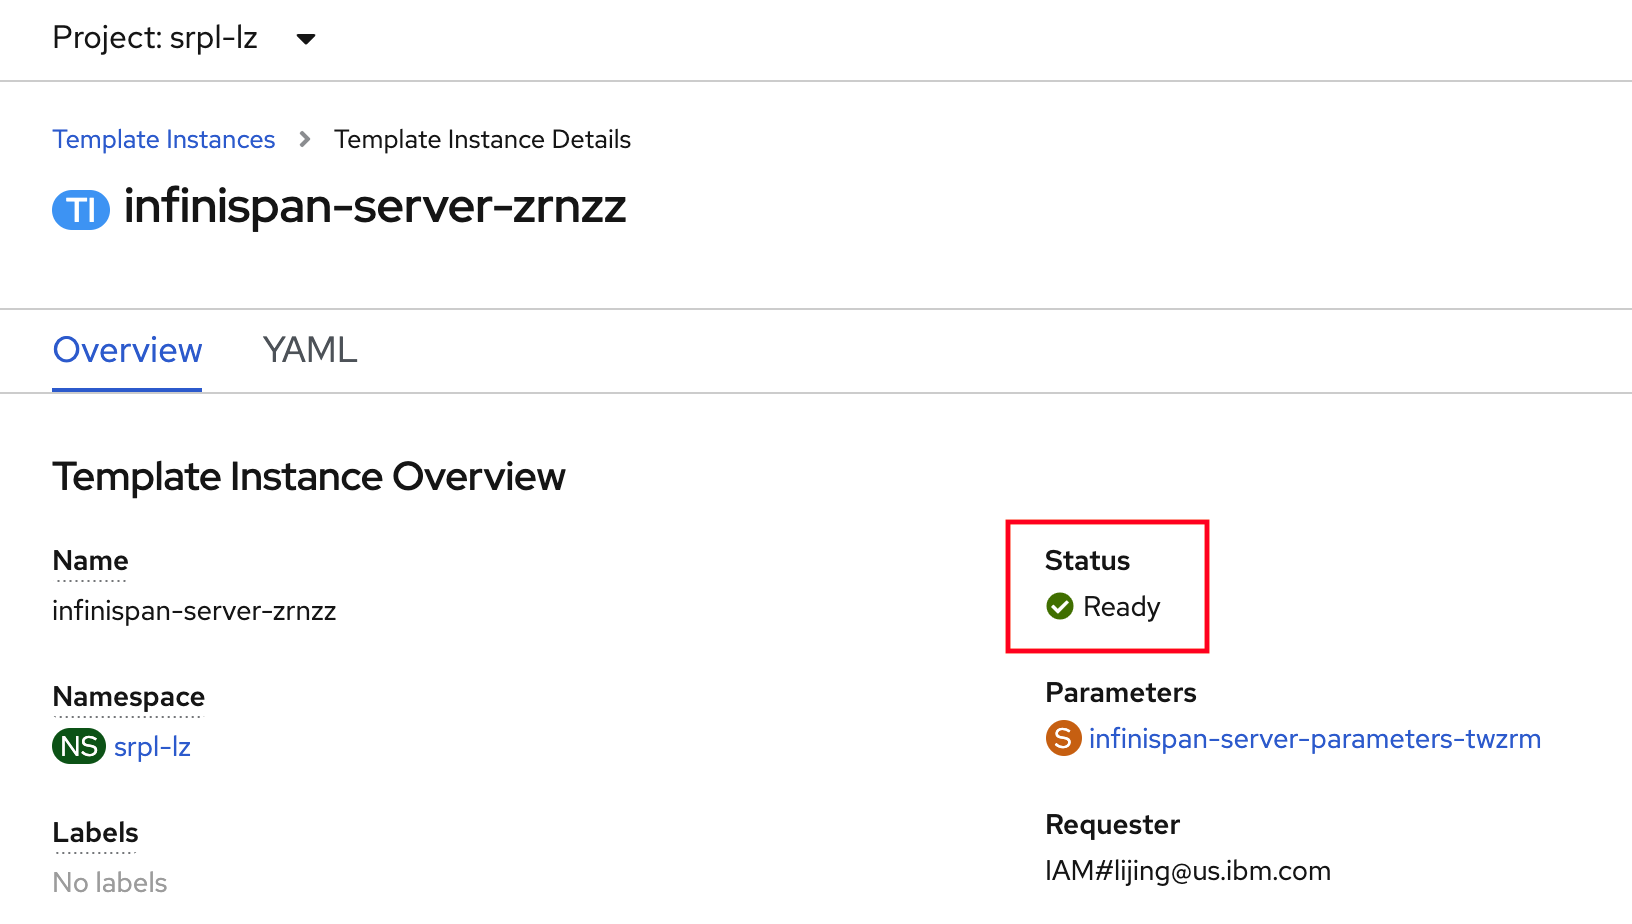 Project: srpl-lz
Template Instances > Template Instance Details
TI infinispan-server-zrnzz
Overview YAML
Template Instance Overview
Name
infinispan-server-zrnzz
Namespace
NS srpl-lz
Labels
No labels
Status
Ready
Parameters
S infinispan-server-parameters-twzrm
Requester
IAM#lijing@us.ibm.com